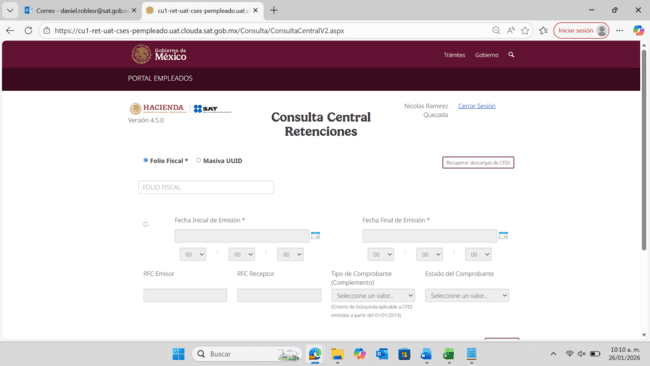 Correo - daniel.roblesr@sat.gob.m
ce1-ret-uat-cses-pempleado.uat.c
https://cu1-ret-uat-cses-pempleado.uat.clouda.sat.gob.mx/Consulta/ConsultaCentralV2.aspx
Iniciar sesión
Gobierno de
México
Trámites
Gobierno
PORTAL EMPLEADOS
HACIENDA
SAT
Versión 4.5.0
Consulta Central
Retenciones
Nicolas Ramirez
Quezada
Cerrar Sesión
Folio Fiscal *
Masiva UUID
Recuperar descargas de CFDI
FOLIO FISCAL
Fecha Inicial de Emisión *
Fecha Final de Emisión *
00 : 00 : 00
00 : 00 : 00
RFC Emisor
RFC Receptor
Tipo de Comprobante
(Complemento)
Estado del Comprobante
Seleccione un valor...
Seleccione un valor...
(Criterio de búsqueda aplicable a CFDI
emitidas a partir del 01/01/2014)
Buscar
10:10 a. m.
26/01/2026